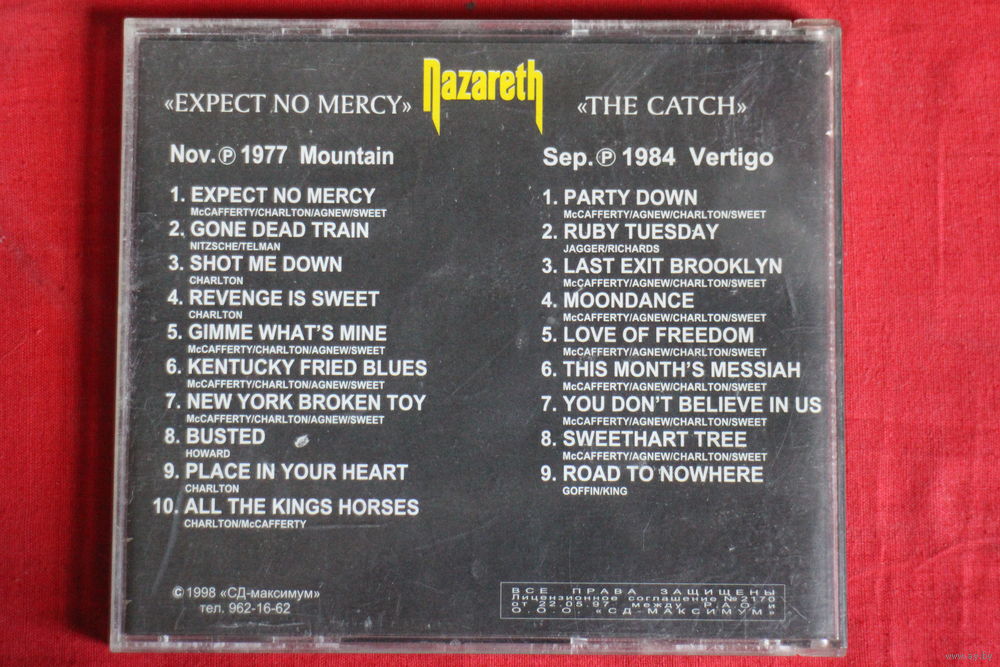 Nazareth
«EXPECT NO MERCY»
Nov. Ⓟ 1977 Mountain
1. EXPECT NO MERCY
McCAFFERTY/CHARLTON/AGNEW/SWEET
2. GONE DEAD TRAIN
NITZSCHE/TELMAN
3. SHOT ME DOWN
CHARLTON
4. REVENGE IS SWEET
CHARLTON
5. GIMME WHAT'S MINE
McCAFFERTY/CHARLTON/AGNEW/SWEET
6. KENTUCKY FRIED BLUES
McCAFFERTY/CHARLTON/AGNEW/SWEET
7. NEW YORK BROKEN TOY
McCAFFERTY/CHARLTON/AGNEW/SWEET
8. BUSTED
HOWARD
9. PLACE IN YOUR HEART
CHARLTON
10. ALL THE KINGS HORSES
CHARLTON/McCAFFERTY
«THE CATCH»
Sep. Ⓟ 1984 Vertigo
1. PARTY DOWN
McCAFFERTY/AGNEW/CHARLTON/SWEET
2. RUBY TUESDAY
JAGGER/RICHARDS
3. LAST EXIT BROOKLYN
McCAFFERTY/AGNEW/CHARLTON/SWEET
4. MOONDANCE
McCAFFERTY/AGNEW/CHARLTON/SWEET
5. LOVE OF FREEDOM
McCAFFERTY/AGNEW/CHARLTON/SWEET
6. THIS MONTH'S MESSIAH
McCAFFERTY/AGNEW/CHARLTON/SWEET
7. YOU DON'T BELIEVE IN US
McCAFFERTY/AGNEW/CHARLTON/SWEET
8. SWEETHART TREE
McCAFFERTY/AGNEW/CHARLTON/SWEET
9. ROAD TO NOWHERE
GOFFIN/KING
© 1998 «СД-максимум»
тел. 962-16-62
ВСЕ ПРАВА ЗАЩИЩЕНЫ
Лицензионное соглашение №2170
от 22.05.97 между Р.А.О. и
О.О.О. «СД-МАКСИМУМ»
www.ay.by